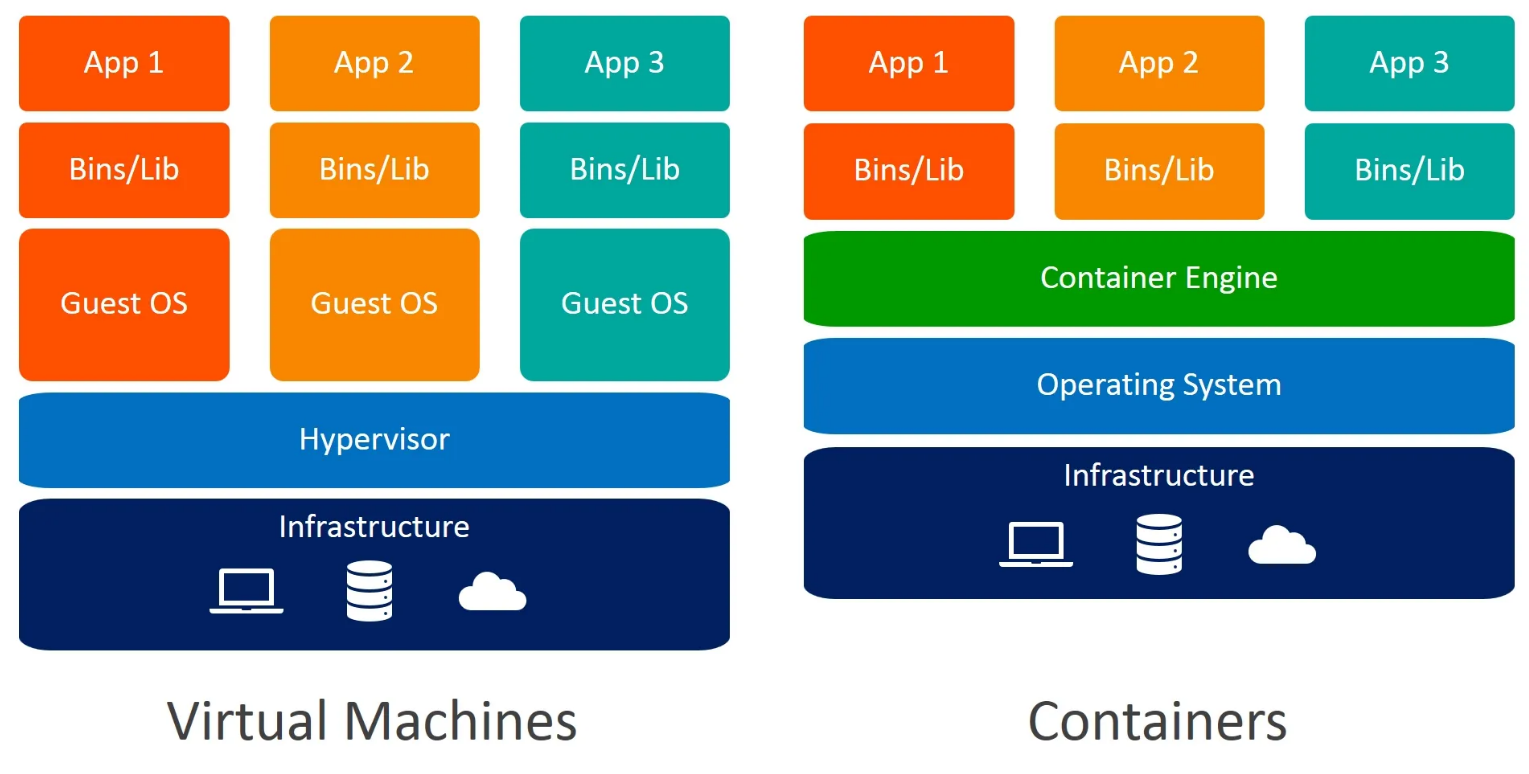 App 1
App 2
App 3
Bins/Lib
Bins/Lib
Bins/Lib
Guest OS
Guest OS
Guest OS
Hypervisor
Infrastructure
Virtual Machines
App 1
App 2
App 3
Bins/Lib
Bins/Lib
Bins/Lib
Container Engine
Operating System
Infrastructure
Containers